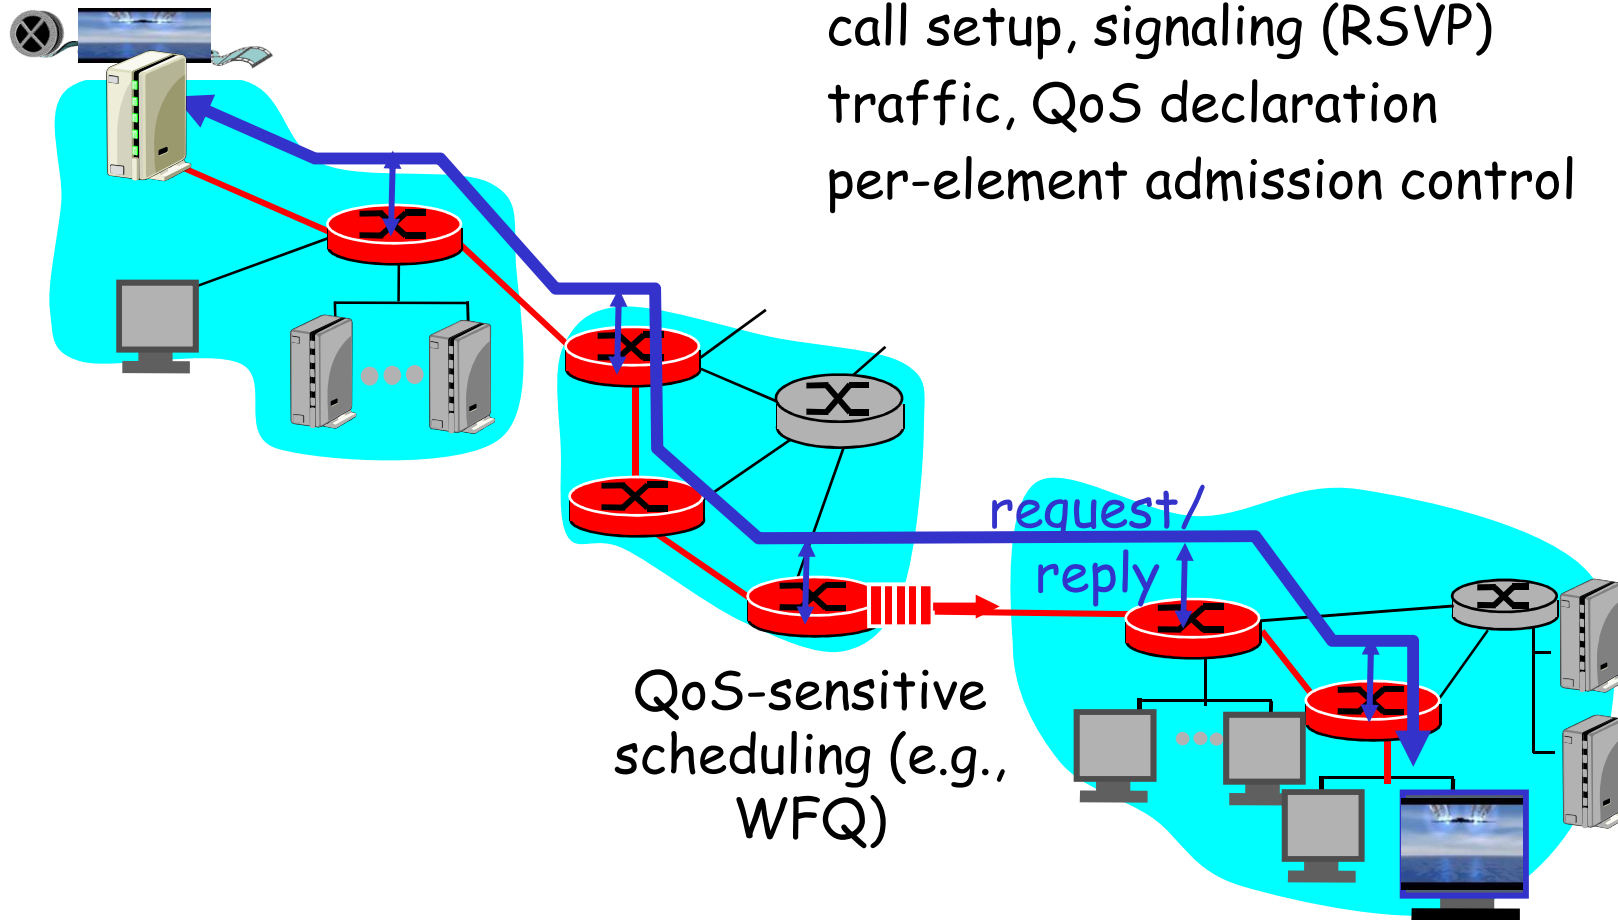 call setup, signaling (RSVP)
traffic, QoS declaration
per-element admission control
request/
reply
QoS-sensitive
scheduling (e.g.,
WFQ)